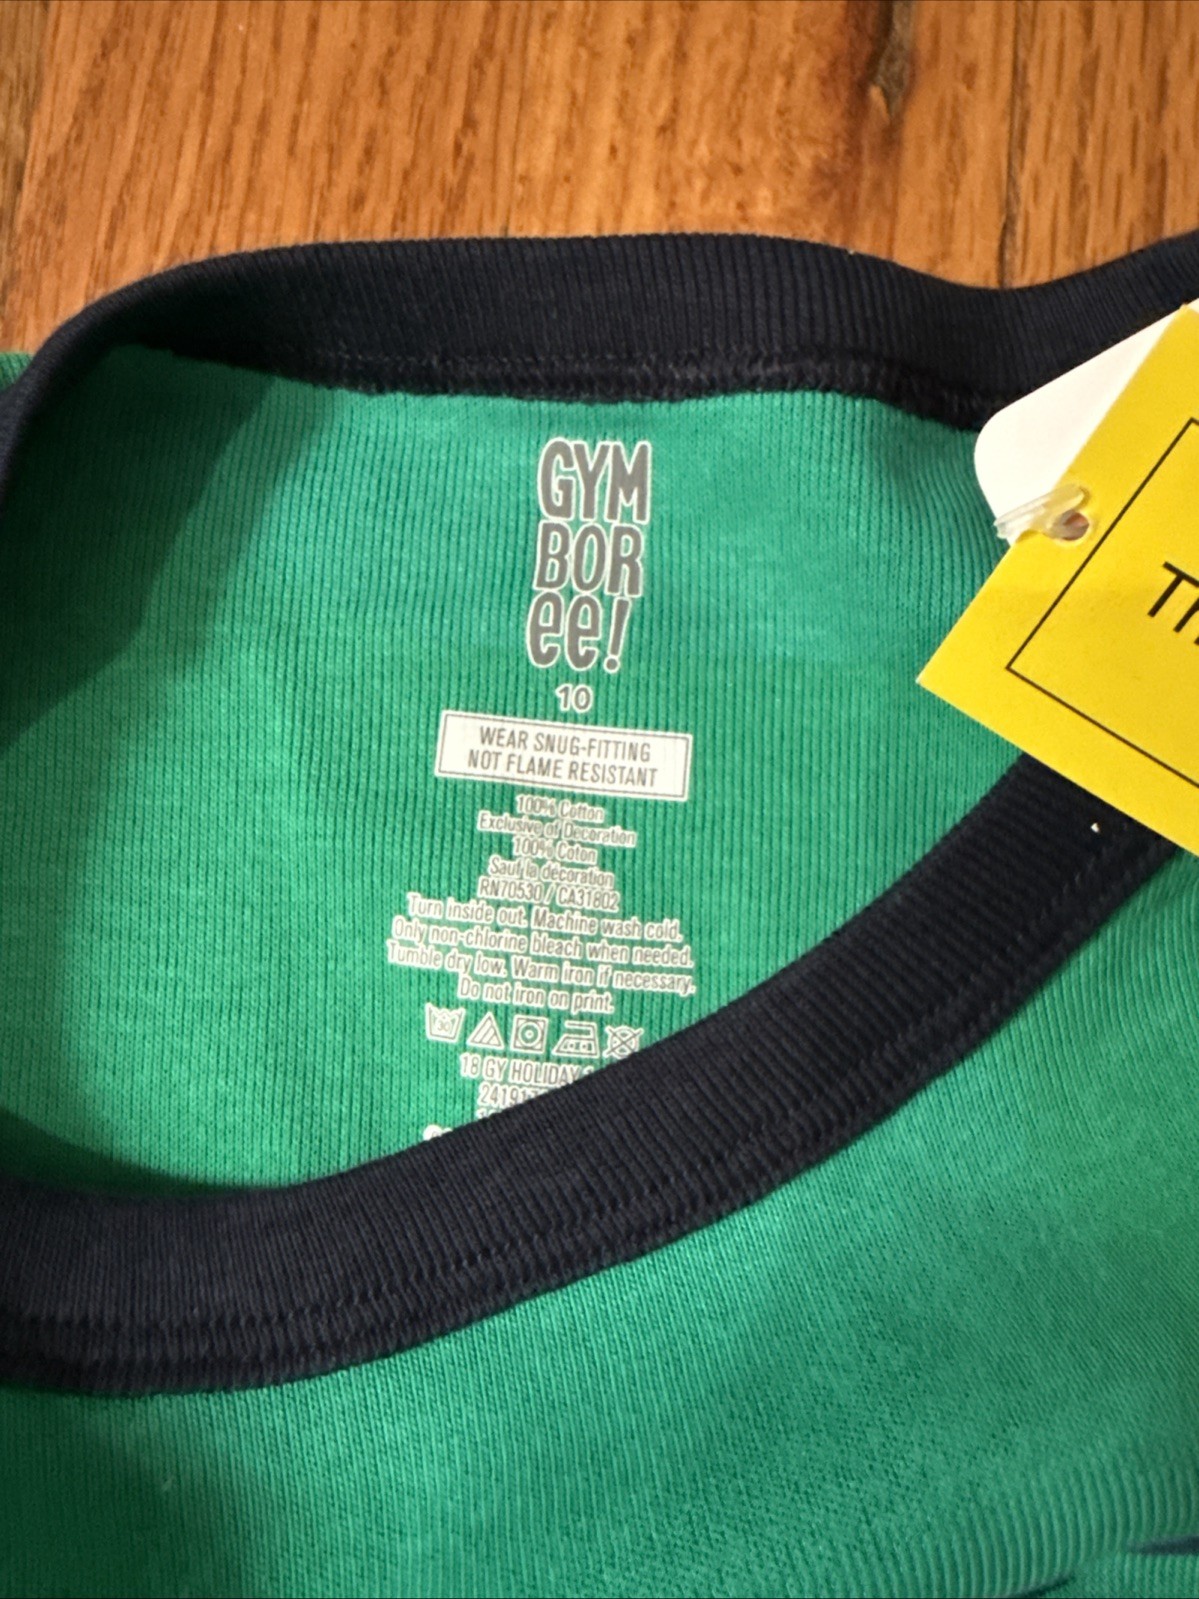 GYM
BOR
ee!
10
WEAR SNUG-FITTING
NOT FLAME RESISTANT
100% Cotton
Exclusive of Decoration
100% Coton
Sauf la décoration
RN70530 / CA31802
Turn inside out. Machine wash cold.
Only non-chlorine bleach when needed.
Tumble dry low. Warm iron if necessary.
Do not iron on print.
30
18 GY HOLIDAY